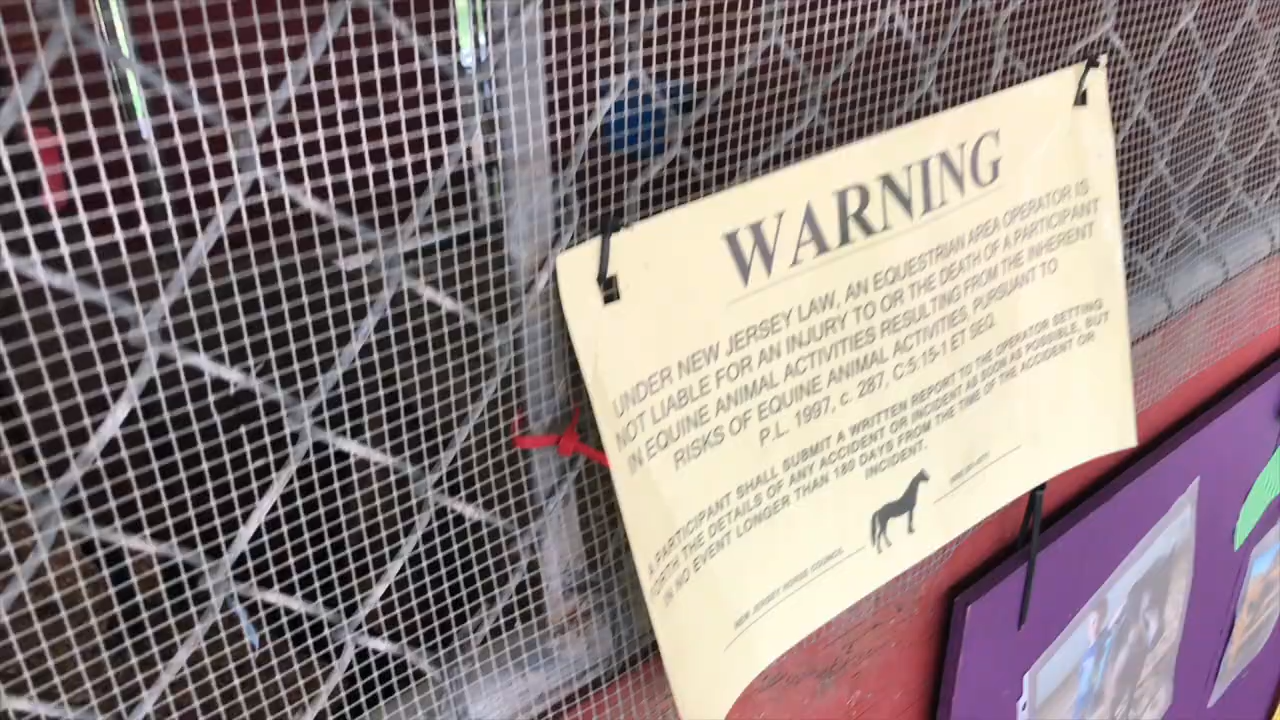 WARNING
UNDER NEW JERSEY LAW, AN EQUESTRIAN AREA OPERATOR IS
NOT LIABLE FOR AN INJURY TO OR THE DEATH OF A PARTICIPANT
IN EQUINE ANIMAL ACTIVITIES RESULTING FROM THE INHERENT
RISKS OF EQUINE ANIMAL ACTIVITIES, PURSUANT TO
P.L. 1997, c. 287, C:5:15-1 ET SEQ.
A PARTICIPANT SHALL SUBMIT A WRITTEN REPORT TO THE OPERATOR SETTING
FORTH THE DETAILS OF ANY ACCIDENT OR INCIDENT AS SOON AS POSSIBLE, BUT
IN NO EVENT LONGER THAN 180 DAYS FROM THE TIME OF THE ACCIDENT OR
INCIDENT.
NEW JERSEY HORSE COUNCIL